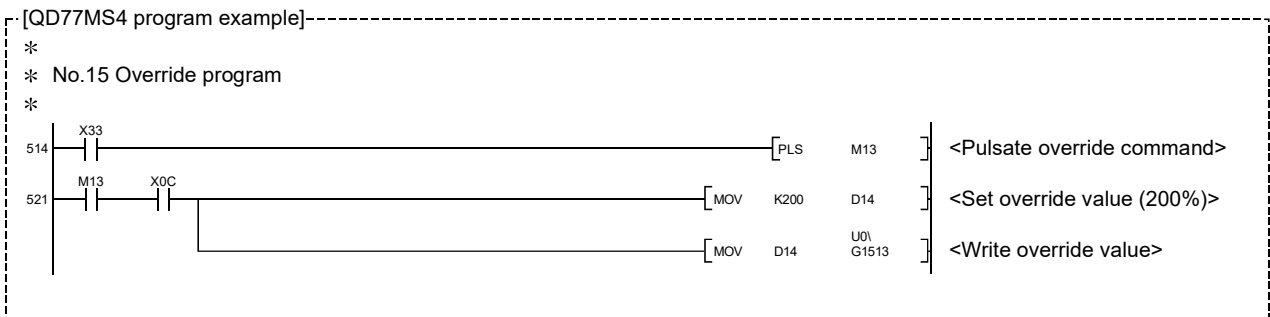 [QD77MS4 program example]
*
* No.15 Override program
*
X33
514 PLS M13 <Pulsate override command>
M13 X0C
521 MOV K200 D14 <Set override value (200%)>
U0\
MOV D14 G1513 <Write override value>